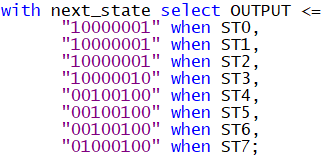 with next_state select OUTPUT <=
"10000001" when ST0,
"10000001" when ST1,
"10000001" when ST2,
"10000010" when ST3,
"00100100" when ST4,
"00100100" when ST5,
"00100100" when ST6,
"01000100" when ST7;